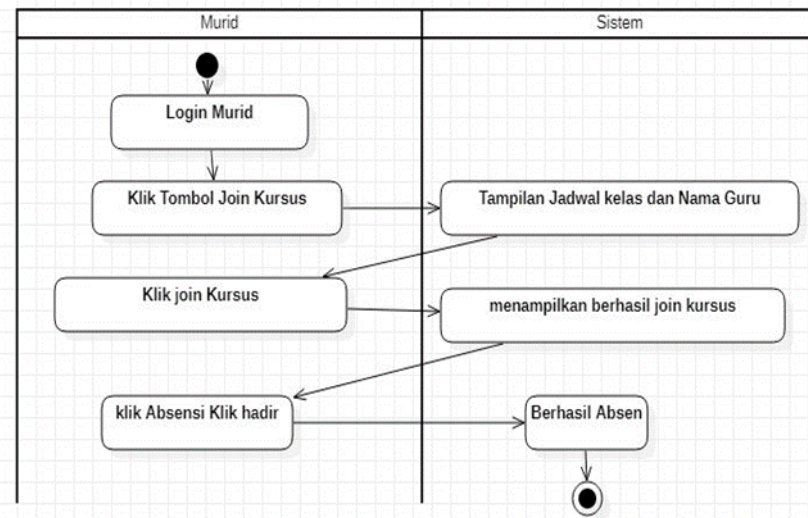 Murid
Sistem
Login Murid
Klik Tombol Join Kursus
Tampilan Jadwal kelas dan Nama Guru
Klik join Kursus
menampilkan berhasil join kursus
klik Absensi Klik hadir
Berhasil Absen